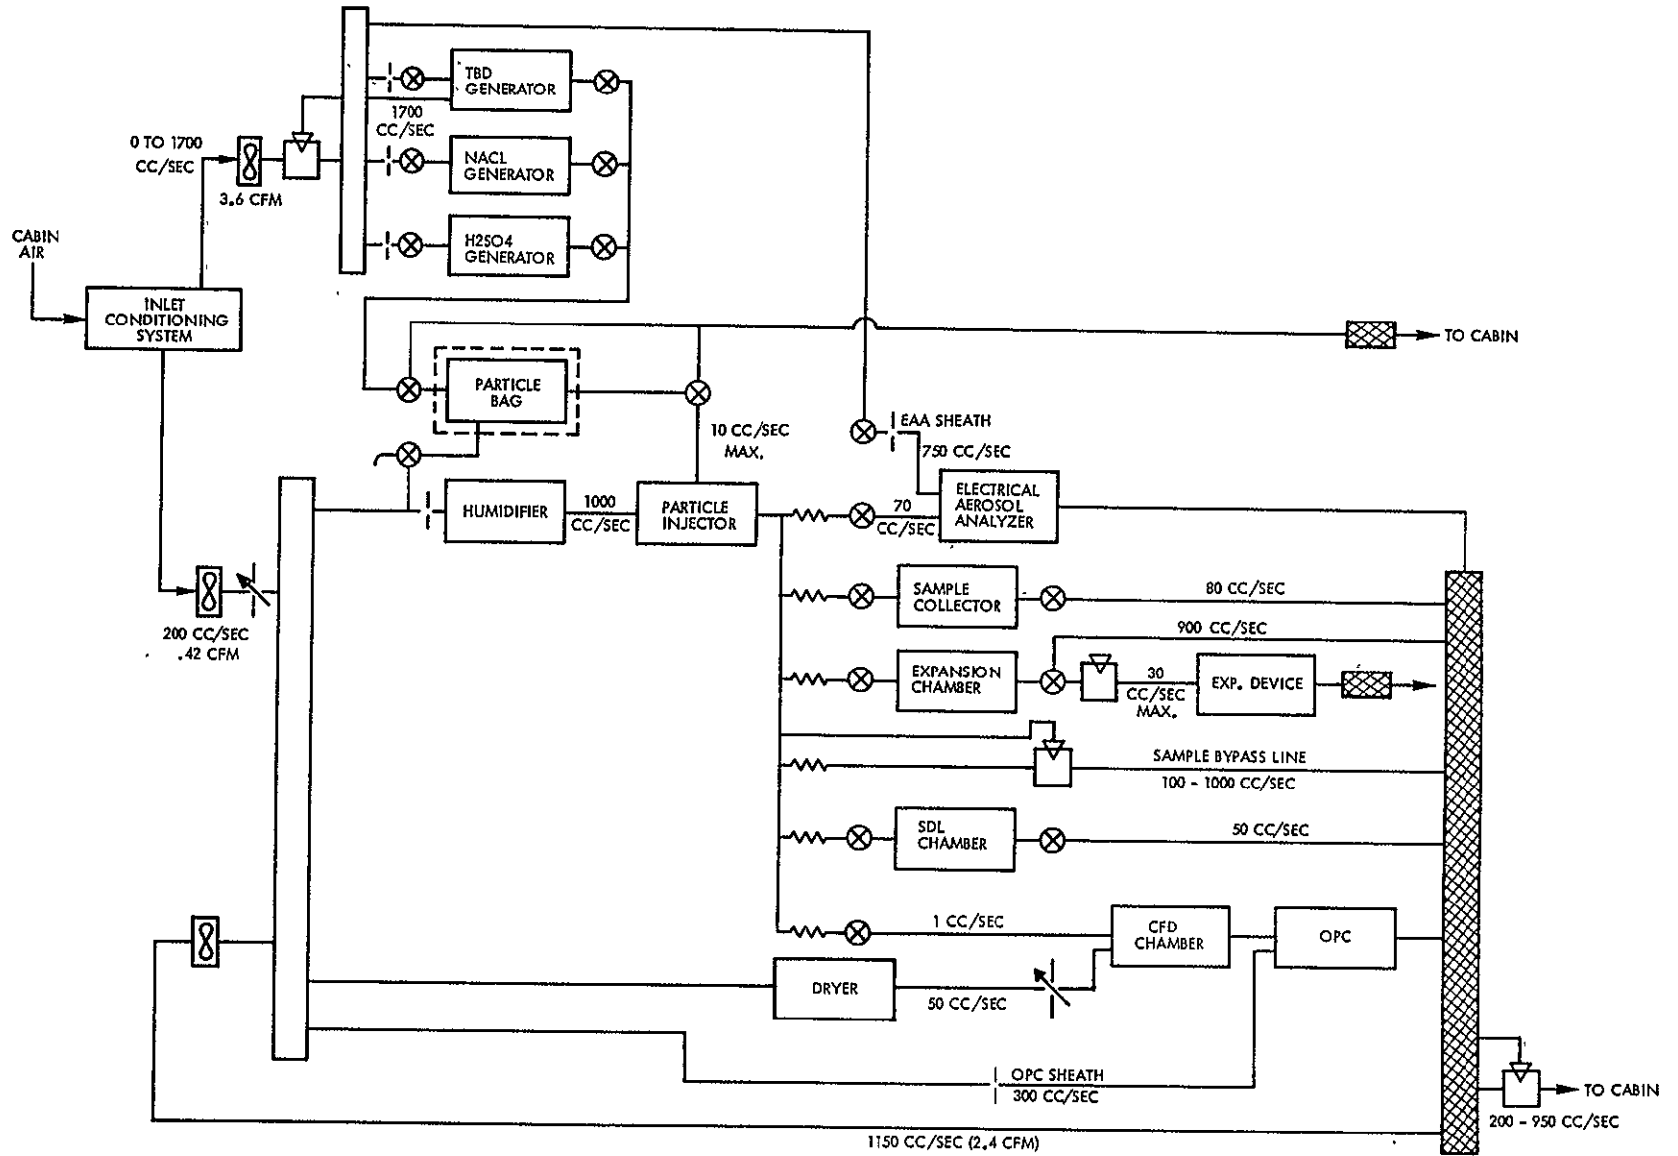 TBD
GENERATOR
1700
CC/SEC
0 TO 1700
CC/SEC
3.6 CFM
NACL
GENERATOR
H2SO4
GENERATOR
CABIN
AIR
INLET
CONDITIONING
SYSTEM
TO CABIN
PARTICLE
BAG
10 CC/SEC
MAX.
EAA SHEATH
750 CC/SEC
HUMIDIFIER
1000
CC/SEC
PARTICLE
INJECTOR
70
CC/SEC
ELECTRICAL
AEROSOL
ANALYZER
200 CC/SEC
.42 CFM
SAMPLE
COLLECTOR
80 CC/SEC
900 CC/SEC
EXPANSION
CHAMBER
30
CC/SEC
MAX.
EXP. DEVICE
SAMPLE BYPASS LINE
100 - 1000 CC/SEC
SDL
CHAMBER
50 CC/SEC
1 CC/SEC
CFD
CHAMBER
OPC
DRYER
50 CC/SEC
OPC SHEATH
300 CC/SEC
TO CABIN
200 - 950 CC/SEC
1150 CC/SEC (2.4 CFM)